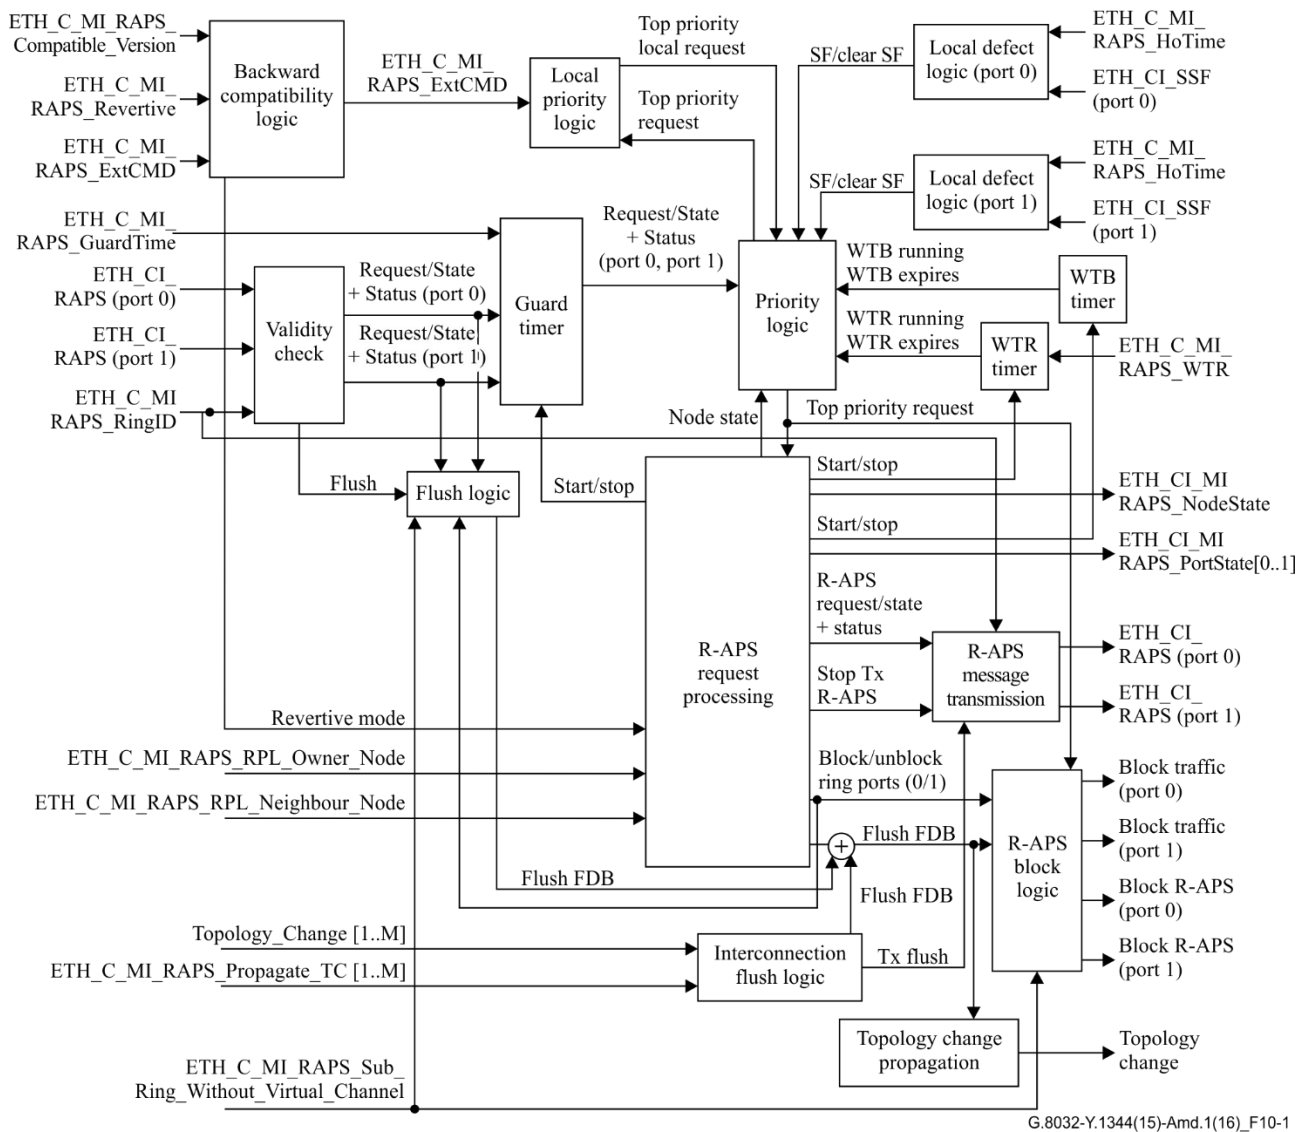 ETH_C_MI_RAPS_
Compatible_Version
ETH_C_MI_
RAPS_Revertive
ETH_C_MI_
RAPS_ExtCMD
Backward
compatibility
logic
ETH_C_MI_
RAPS_ExtCMD
Local
priority
logic
Top priority
local request
Top priority
request
SF/clear SF
Local defect
logic (port 0)
ETH_C_MI_
RAPS_HoTime
ETH_CI_SSF
(port 0)
SF/clear SF
Local defect
logic (port 1)
ETH_C_MI_
RAPS_HoTime
ETH_CI_SSF
(port 1)
ETH_C_MI_
RAPS_GuardTime
ETH_CI_
RAPS (port 0)
ETH_CI_
RAPS (port 1)
ETH_C_MI
RAPS_RingID
Validity
check
Request/State
+ Status (port 0)
Request/State
+ Status (port 1)
Guard
timer
Request/State
+ Status
(port 0, port 1)
Priority
logic
WTB running
WTB expires
WTB
timer
WTR running
WTR expires
WTR
timer
ETH_C_MI_
RAPS_WTR
Node state
Top priority request
Flush
Flush logic
Start/stop
Start/stop
ETH_CI_MI
RAPS_NodeState
Start/stop
ETH_CI_MI
RAPS_PortState[0..1]
R-APS
request/state
+ status
R-APS
request
processing
Stop Tx
R-APS
R-APS
message
transmission
ETH_CI_
RAPS (port 0)
ETH_CI_
RAPS (port 1)
Revertive mode
ETH_C_MI_RAPS_RPL_Owner_Node
ETH_C_MI_RAPS_RPL_Neighbour_Node
Block/unblock
ring ports (0/1)
+
Flush FDB
Flush FDB
Flush FDB
R-APS
block
logic
Block traffic
(port 0)
Block traffic
(port 1)
Block R-APS
(port 0)
Block R-APS
(port 1)
Topology_Change [1..M]
ETH_C_MI_RAPS_Propagate_TC [1..M]
Interconnection
flush logic
Tx flush
Topology change
propagation
Topology
change
ETH_C_MI_RAPS_Sub_
Ring_Without_Virtual_Channel
G.8032-Y.1344(15)-Amd.1(16)_F10-1